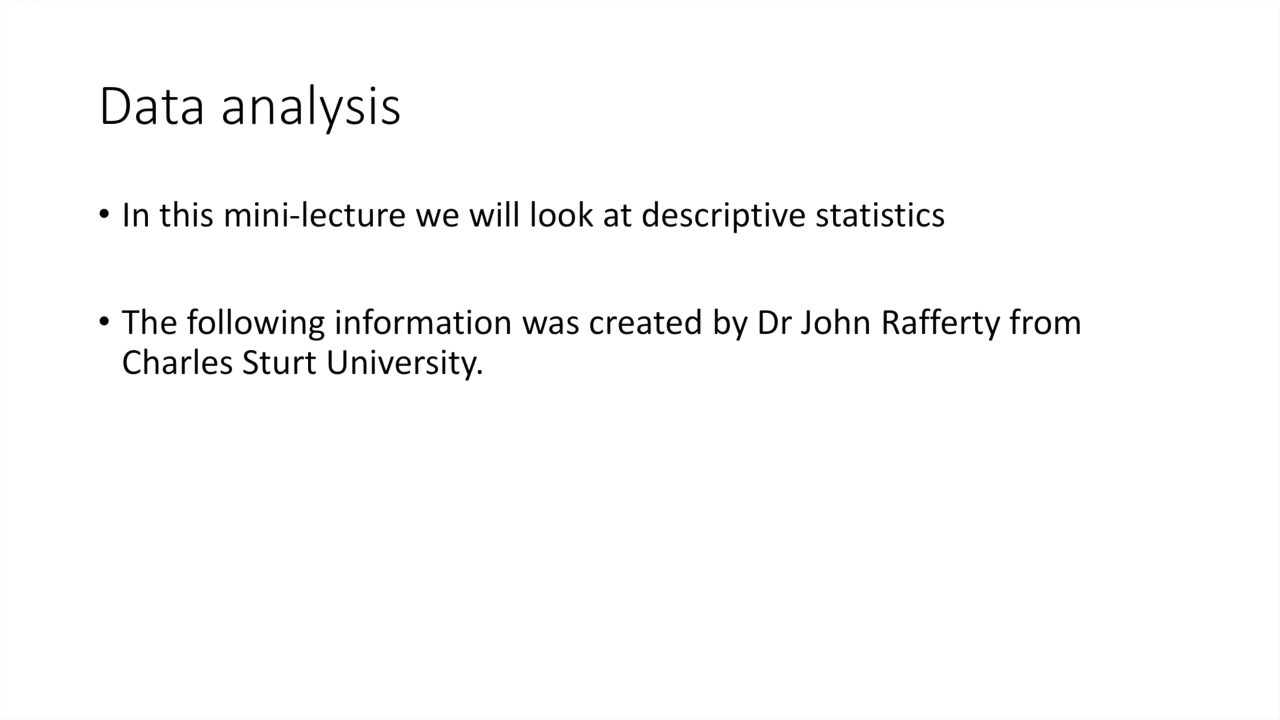 Data analysis
• In this mini-lecture we will look at descriptive statistics
• The following information was created by Dr John Rafferty from
Charles Sturt University.